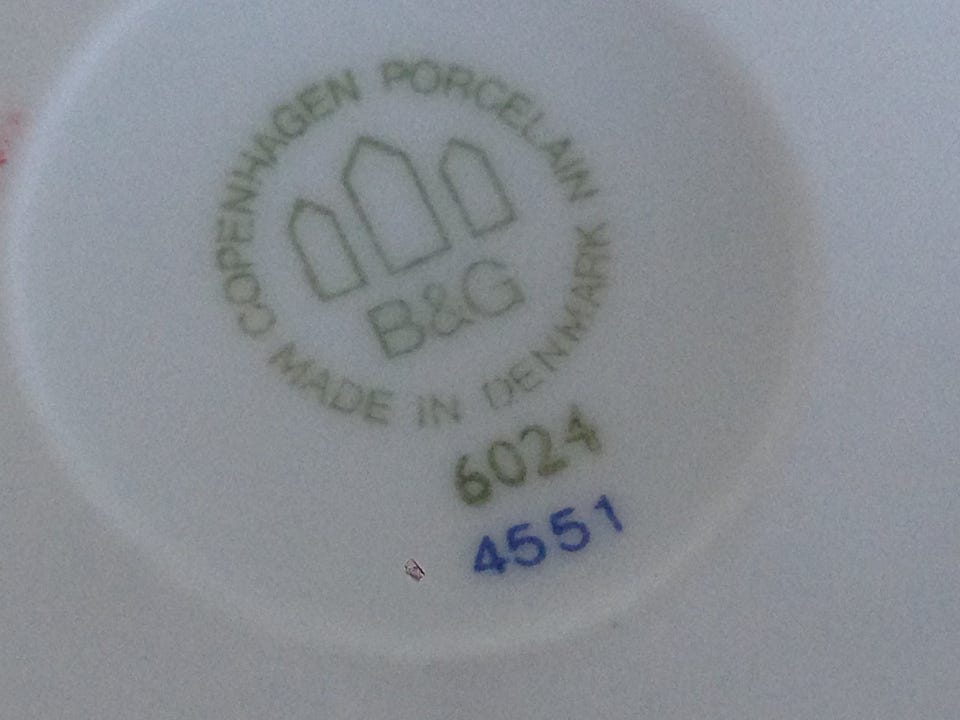 COPENHAGEN PORCELAIN
B&G
MADE IN DENMARK
6024
4551